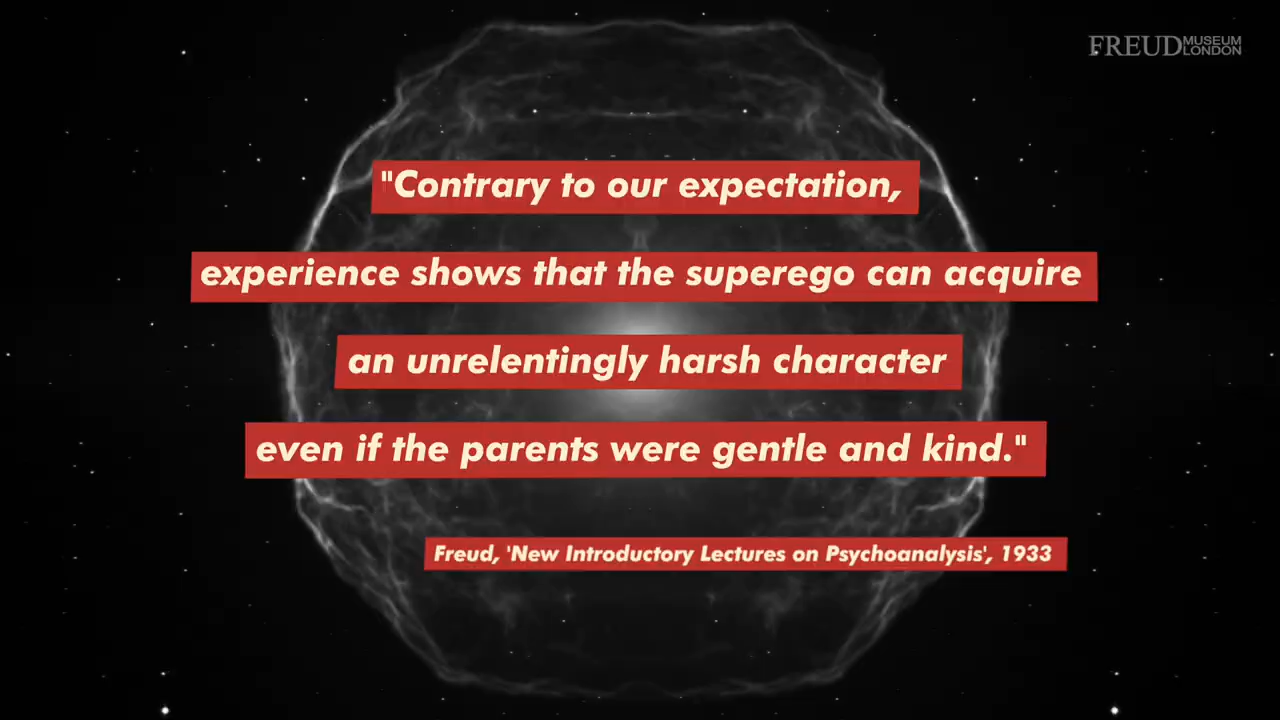 FREUD MUSEUM LONDON
"Contrary to our expectation,
experience shows that the superego can acquire
an unrelentingly harsh character
even if the parents were gentle and kind."
Freud, 'New Introductory Lectures on Psychoanalysis', 1933